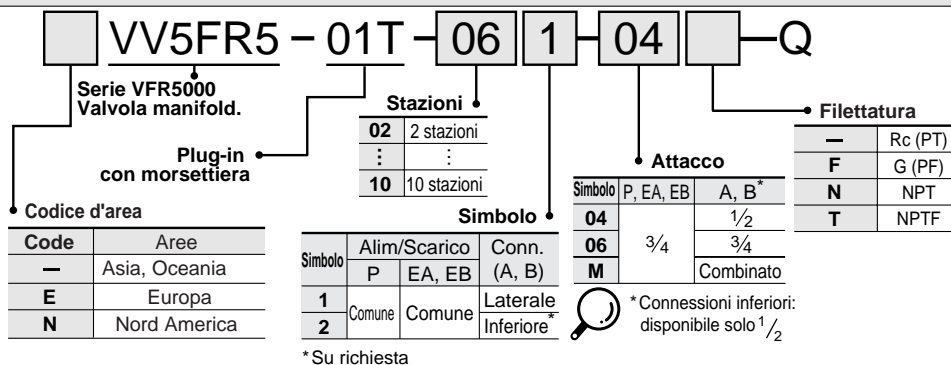 VV5FR5 – 01T – 06 1 – 04 –Q
Serie VFR5000
Valvola manifold.
Plug-in
con morsettiera
Codice d'area
Code Aree
– Asia, Oceania
E Europa
N Nord America
Stazioni
02 2 stazioni
⋮ ⋮
10 10 stazioni
Simbolo
Simbolo Alim/Scarico Conn. (A, B)
P EA, EB
1 Comune Comune Laterale
2 Inferiore*
*Su richiesta
Attacco
Simbolo P, EA, EB A, B*
04 3/4 1/2
06 3/4
M Combinato
*Connessioni inferiori:
disponibile solo 1/2
Filettatura
– Rc (PT)
F G (PF)
N NPT
T NPTF